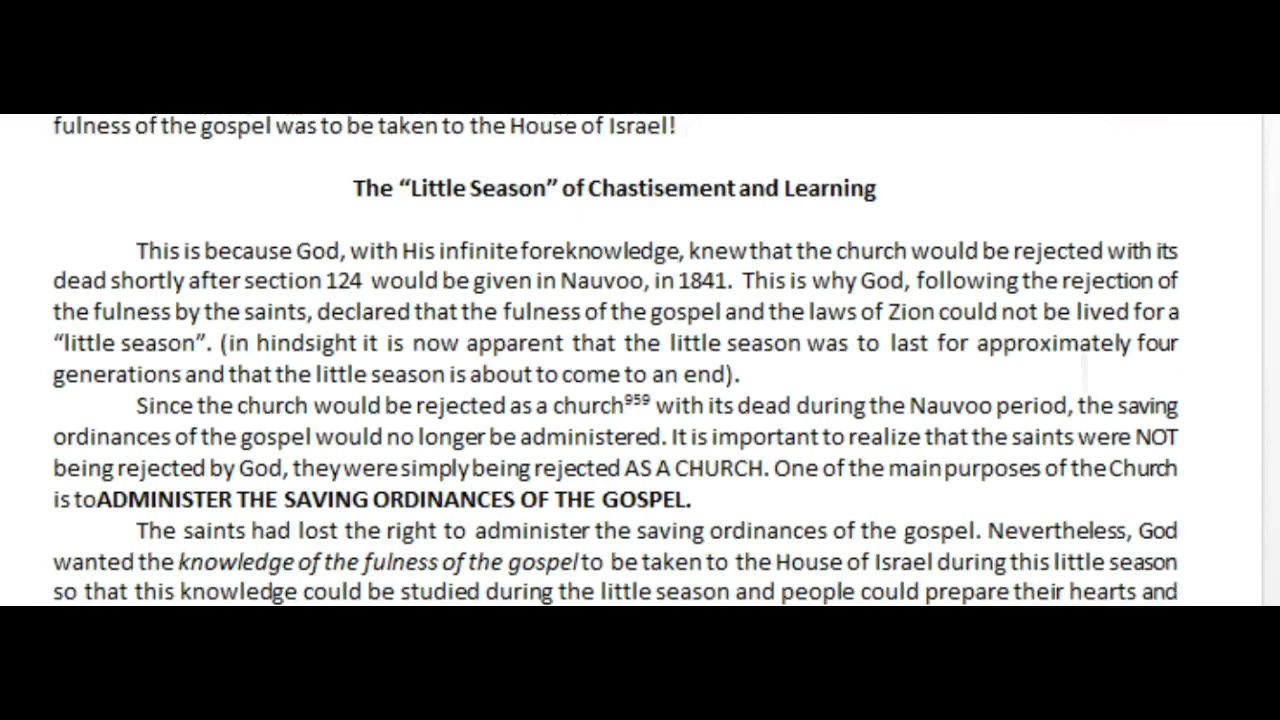 fulness of the gospel was to be taken to the House of Israel!
The “Little Season” of Chastisement and Learning
This is because God, with His infinite foreknowledge, knew that the church would be rejected with its
dead shortly after section 124 would be given in Nauvoo, in 1841. This is why God, following the rejection of
the fulness by the saints, declared that the fulness of the gospel and the laws of Zion could not be lived for a
“little season”. (in hindsight it is now apparent that the little season was to last for approximately four
generations and that the little season is about to come to an end).
Since the church would be rejected as a church⁹⁵⁹ with its dead during the Nauvoo period, the saving
ordinances of the gospel would no longer be administered. It is important to realize that the saints were NOT
being rejected by God, they were simply being rejected AS A CHURCH. One of the main purposes of the Church
is to ADMINISTER THE SAVING ORDINANCES OF THE GOSPEL.
The saints had lost the right to administer the saving ordinances of the gospel. Nevertheless, God
wanted the knowledge of the fulness of the gospel to be taken to the House of Israel during this little season
so that this knowledge could be studied during the little season and people could prepare their hearts and